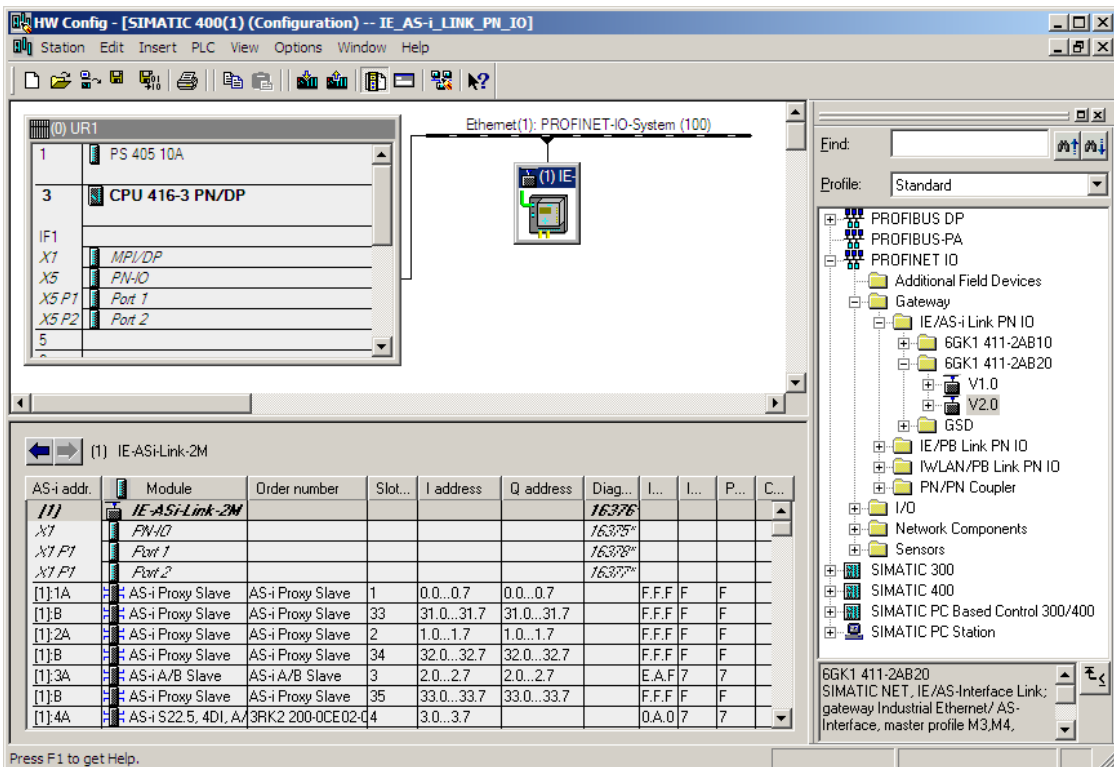 HW Config - [SIMATIC 400(1) (Configuration) -- IE_AS-i_LINK_PN_IO]
Station Edit Insert PLC View Options Window Help
(0) UR1
1 PS 405 10A
3 CPU 416-3 PN/DP
IF1
X1 MPI/DP
X5 PN-IO
X5 P1 Port 1
X5 P2 Port 2
5
Ethernet(1): PROFINET-IO-System (100)
(1) IE-
(1) IE-ASi-Link-2M
AS-i addr. Module Order number Slot... I address Q address Diag... I... I... P... C...
[1] IE-ASi-Link-2M 16376
X1 PN-IO 16375*
X1 P1 Port 1 16378*
X1 P1 Port 2 16377*
[1]:1A AS-i Proxy Slave AS-i Proxy Slave 1 0.0...0.7 0.0...0.7 F.F.F F F
[1]:B AS-i Proxy Slave AS-i Proxy Slave 33 31.0...31.7 31.0...31.7 F.F.F F F
[1]:2A AS-i Proxy Slave AS-i Proxy Slave 2 1.0...1.7 1.0...1.7 F.F.F F F
[1]:B AS-i Proxy Slave AS-i Proxy Slave 34 32.0...32.7 32.0...32.7 F.F.F F F
[1]:3A AS-i A/B Slave AS-i A/B Slave 3 2.0...2.7 2.0...2.7 E.A.F 7 7
[1]:B AS-i Proxy Slave AS-i Proxy Slave 35 33.0...33.7 33.0...33.7 F.F.F F F
[1]:4A AS-i S22.5, 4DI, A/ 3RK2 200-0CE02-0 4 3.0...3.7 0.A.0 7 7
Find:
Profile: Standard
PROFIBUS DP
PROFIBUS-PA
PROFINET IO
Additional Field Devices
Gateway
IE/AS-i Link PN IO
6GK1 411-2AB10
6GK1 411-2AB20
V1.0
V2.0
GSD
IE/PB Link PN IO
IWLAN/PB Link PN IO
PN/PN Coupler
I/O
Network Components
Sensors
SIMATIC 300
SIMATIC 400
SIMATIC PC Based Control 300/400
SIMATIC PC Station
6GK1 411-2AB20
SIMATIC NET, IE/AS-Interface Link;
gateway Industrial Ethernet/ AS-
Interface, master profile M3,M4,
Press F1 to get Help.